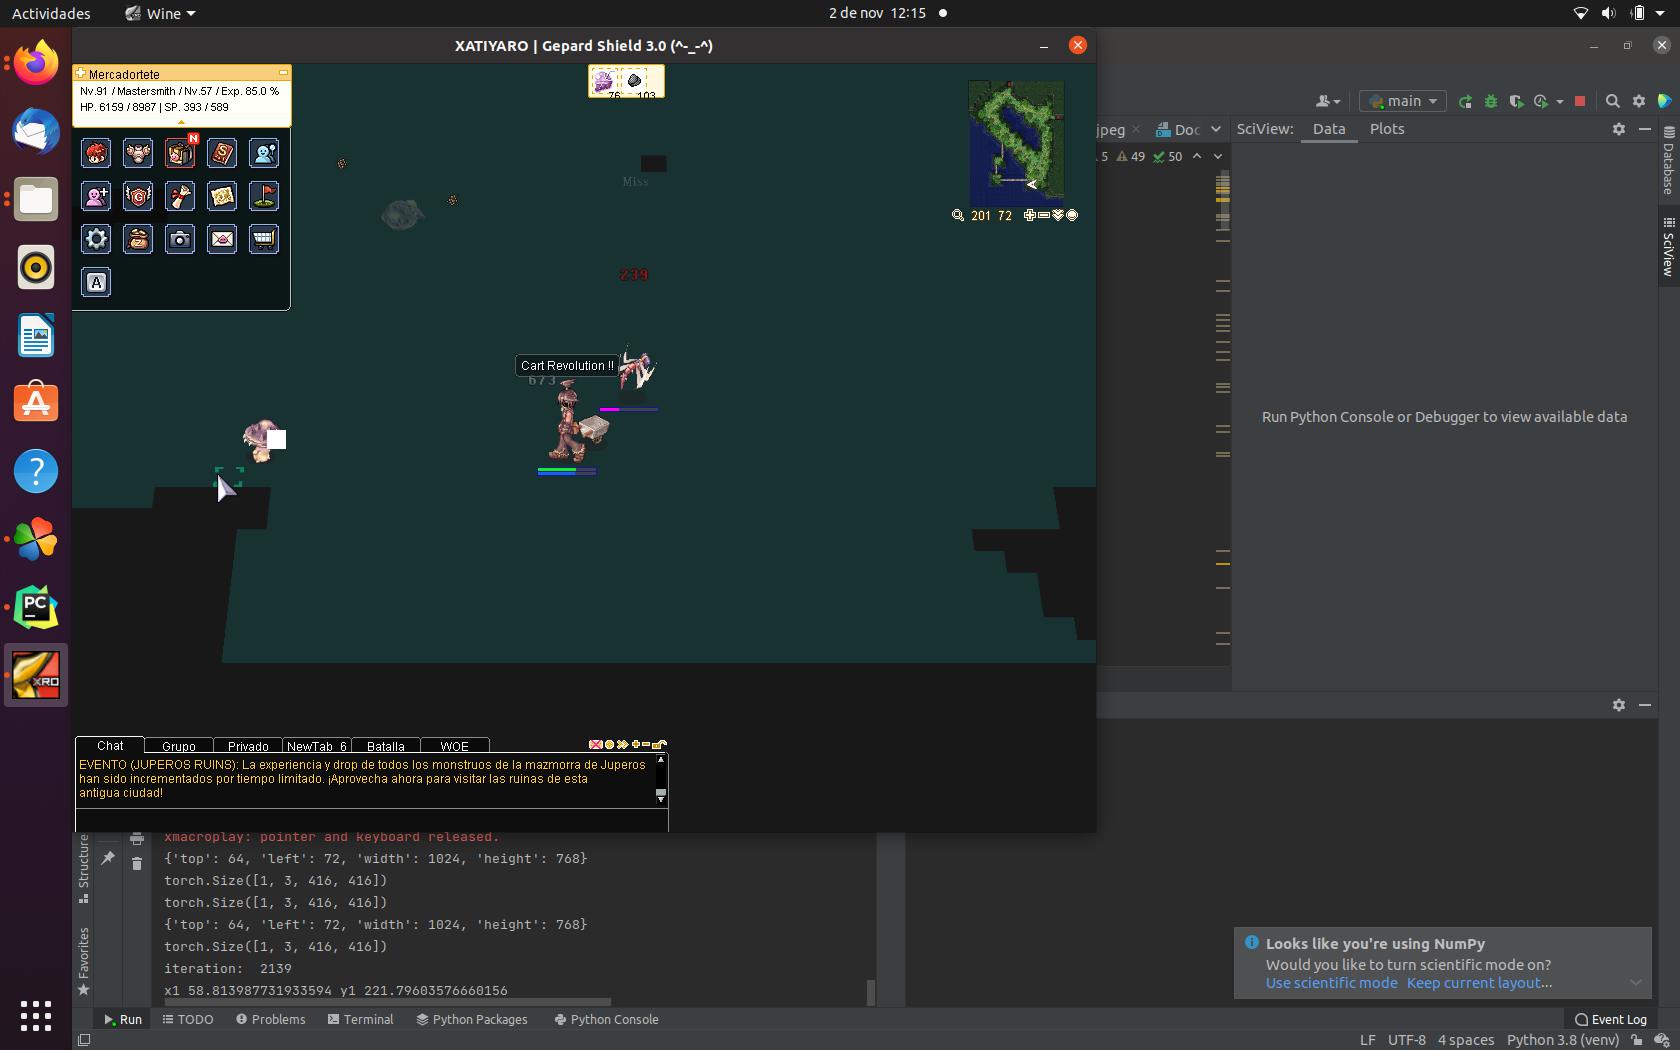 Actividades
Wine
2 de nov 12:15
XATIYARO | Gepard Shield 3.0 (^-_-^)
Mercadortete
Nv.91 / Mastersmith / Nv.57 / Exp. 85.0 %
HP. 6159 / 8987 | SP. 393 / 589
76
103
N
S
G
Z
A
Miss
239
Cart Revolution !!
673
201 72
main
jpeg
Doc
SciView:
Data
Plots
5
49
50
Database
SciView
Run Python Console or Debugger to view available data
PC
XRO
Chat
Grupo
Privado
NewTab_6
Batalla
WOE
EVENTO (JUPEROS RUINS): La experiencia y drop de todos los monstruos de la mazmorra de Juperos
han sido incrementados por tiempo limitado. ¡Aprovecha ahora para visitar las ruinas de esta
antigua ciudad!
xmacroplay: pointer and keyboard released.
{'top': 64, 'left': 72, 'width': 1024, 'height': 768}
torch.Size([1, 3, 416, 416])
torch.Size([1, 3, 416, 416])
{'top': 64, 'left': 72, 'width': 1024, 'height': 768}
torch.Size([1, 3, 416, 416])
iteration:  2139
x1 58.813987731933594 y1 221.79603576660156
Structure
Favorites
Looks like you're using NumPy
Would you like to turn scientific mode on?
Use scientific mode Keep current layout...
Run
TODO
Problems
Terminal
Python Packages
Python Console
Event Log
LF
UTF-8
4 spaces
Python 3.8 (venv)